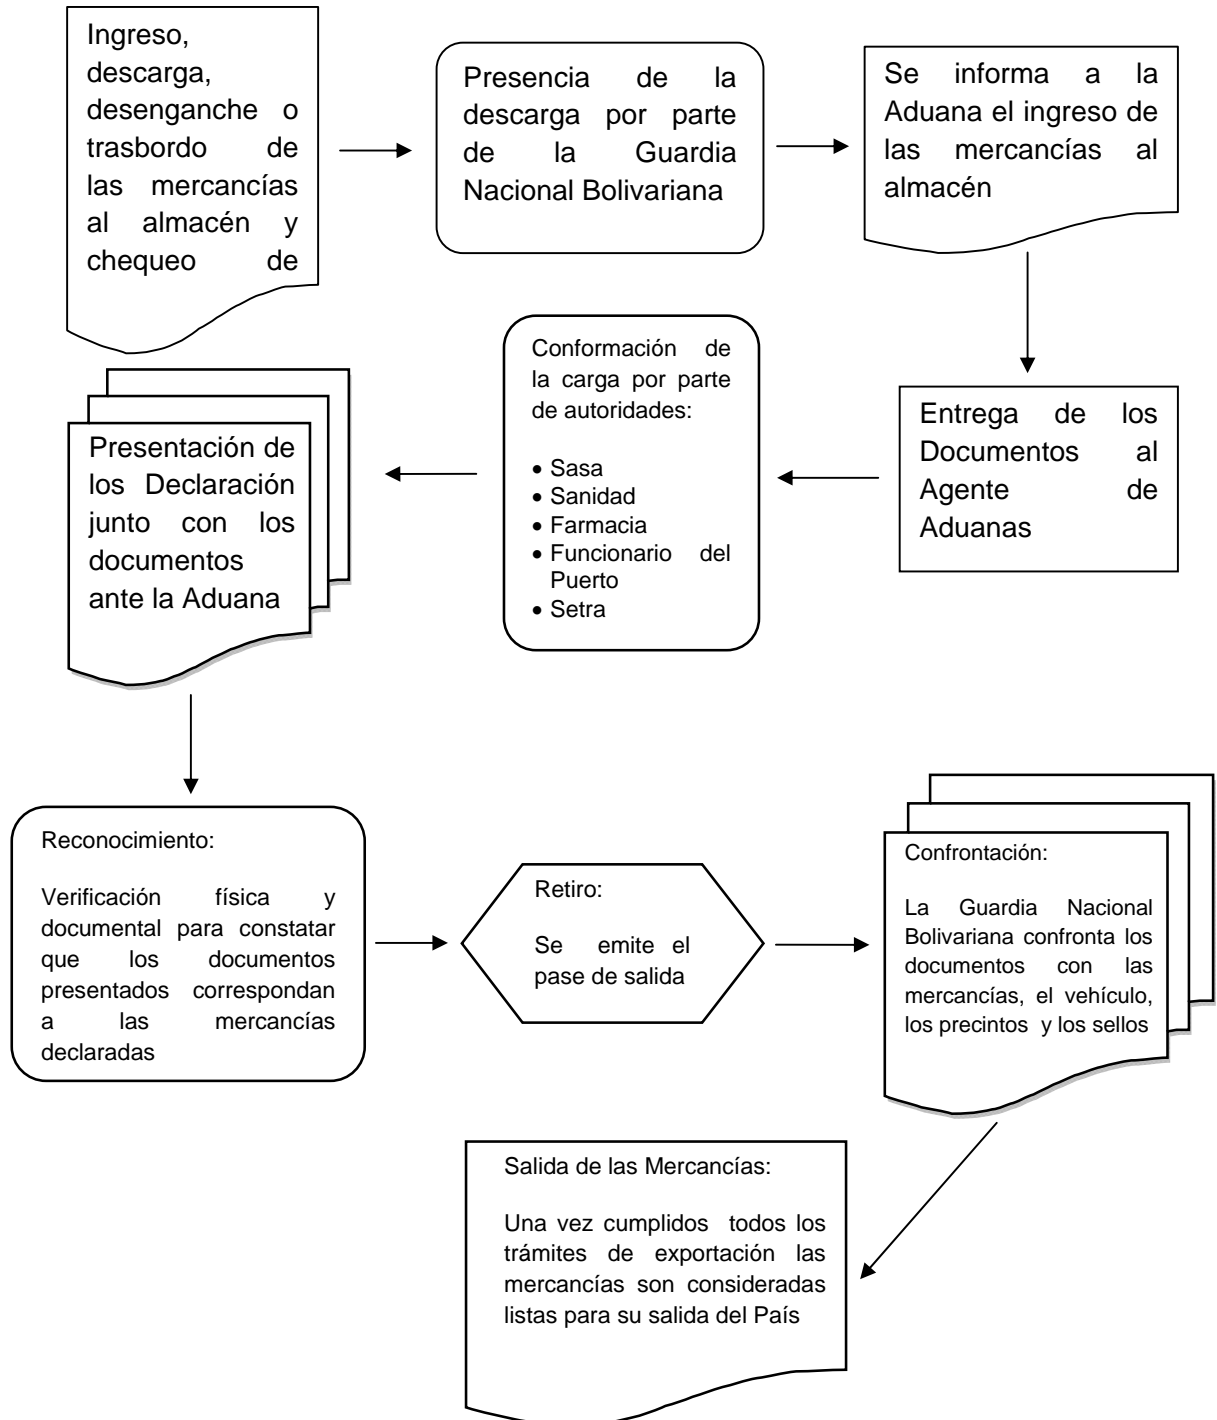 Ingreso,
descarga,
desenganche o
trasbordo de
las mercancías
al almacén y
chequeo de
Presencia de la
descarga por parte
de la Guardia
Nacional Bolivariana
Se informa a la
Aduana el ingreso de
las mercancías al
almacén
Entrega de los
Documentos al
Agente de
Aduanas
Conformación de
la carga por parte
de autoridades:
• Sasa
• Sanidad
• Farmacia
• Funcionario del
Puerto
• Setra
Presentación de
los Declaración
junto con los
documentos
ante la Aduana
Reconocimiento:
Verificación física y
documental para constatar
que los documentos
presentados correspondan
a las mercancías
declaradas
Retiro:
Se emite el
pase de salida
Confrontación:
La Guardia Nacional
Bolivariana confronta los
documentos con las
mercancías, el vehículo,
los precintos y los sellos
Salida de las Mercancías:
Una vez cumplidos todos los
trámites de exportación las
mercancías son consideradas
listas para su salida del País